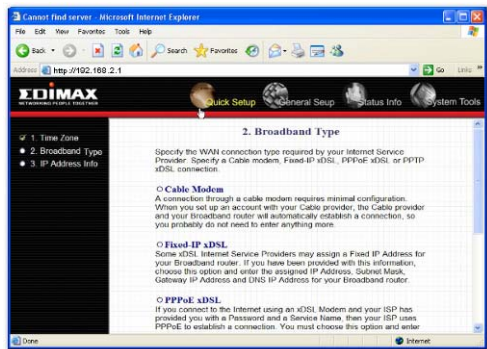 Cannot find server - Microsoft Internet Explorer
File Edit View Favorites Tools Help
Back Search Favorites
Address http://192.168.2.1 Go Links
EDIMAX
NETWORKING PEOPLE TOGETHER
Quick Setup General Seup Status Info System Tools
1. Time Zone
2. Broadband Type
3. IP Address Info
2. Broadband Type
Specify the WAN connection type required by your Internet Service
Provider. Specify a Cable modem, Fixed-IP xDSL, PPPoE xDSL or PPTP
xDSL connection.
Cable Modem
A connection through a cable modem requires minimal configuration.
When you set up an account with your Cable provider, the Cable provider
and your Broadband router will automatically establish a connection, so
you probably do not need to enter anything more.
Fixed-IP xDSL
Some xDSL Internet Service Providers may assign a Fixed IP Address for
your Broadband router. If you have been provided with this information,
choose this option and enter the assigned IP Address, Subnet Mask,
Gateway IP Address and DNS IP Address for your Broadband router.
PPPoE xDSL
If you connect to the Internet using an xDSL Modem and your ISP has
provided you with a Password and a Service Name, then your ISP uses
PPPoE to establish a connection. You must choose this option and enter
Done Internet